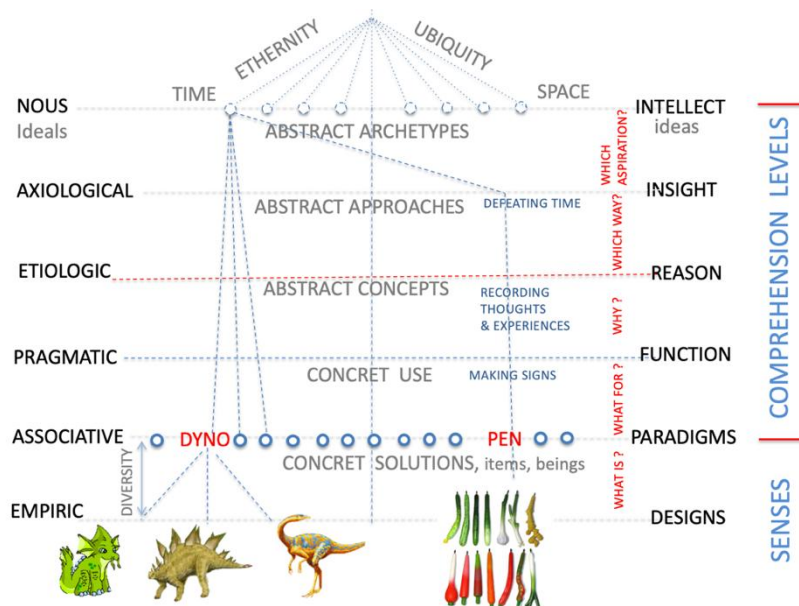 ETHERNITY
UBIQUITY
TIME
SPACE
NOUS
Ideals
ABSTRACT ARCHETYPES
INTELLECT
ideas
WHICH
ASPIRATION?
AXIOLOGICAL
ABSTRACT APPROACHES
DEFEATING TIME
INSIGHT
WHICH WAY?
ETIOLOGIC
ABSTRACT CONCEPTS
REASON
RECORDING
THOUGHTS
& EXPERIENCES
WHY ?
PRAGMATIC
CONCRET USE
MAKING SIGNS
FUNCTION
WHAT FOR ?
ASSOCIATIVE
DYNO
PEN
PARADIGMS
CONCRET SOLUTIONS, items, beings
WHAT IS ?
DIVERSITY
EMPIRIC
DESIGNS
COMPREHENSION LEVELS
SENSES